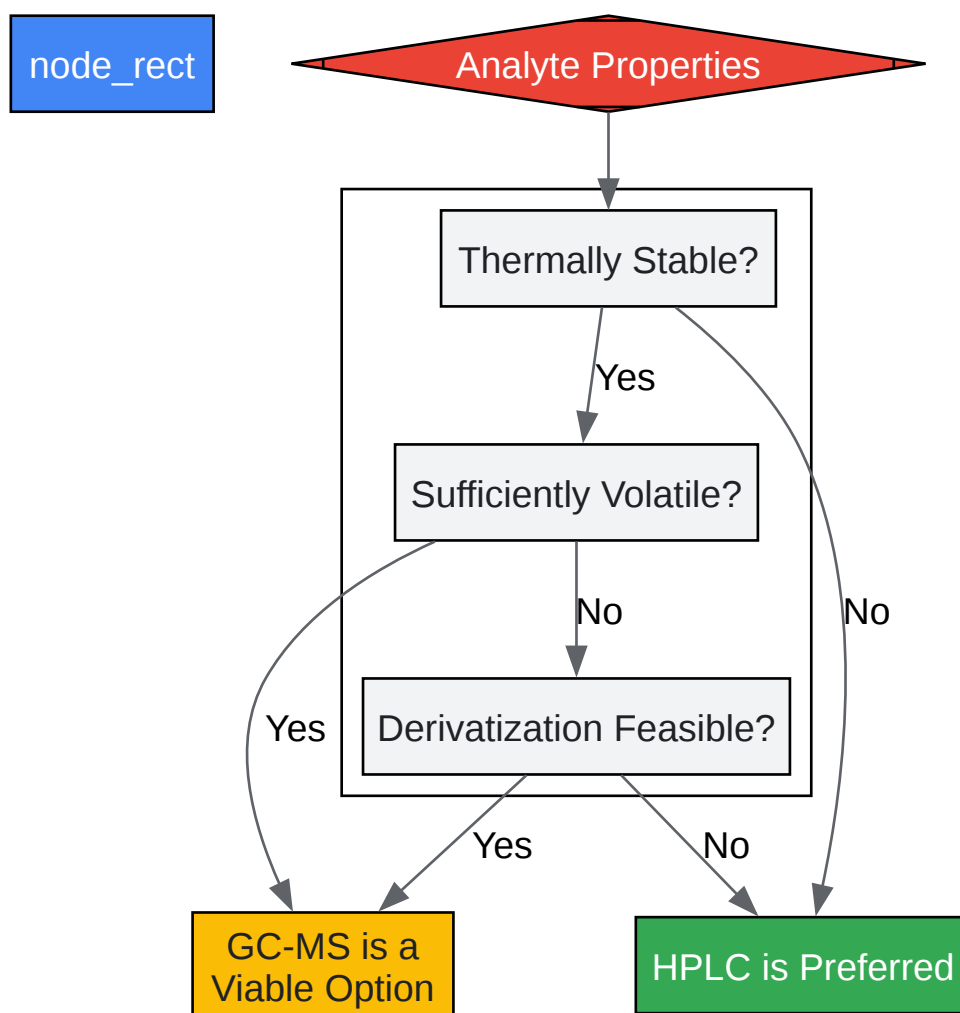 node_rect
Analyte Properties
Thermally Stable?
Yes
Sufficiently Volatile?
No
No
Yes
Derivatization Feasible?
Yes
No
GC-MS is a
Viable Option
HPLC is Preferred